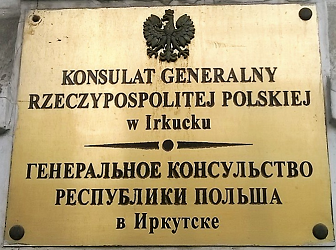 KONSULAT GENERALNY
RZECZYPOSPOLITEJ POLSKIEJ
w Irkucku
ГЕНЕРАЛЬНОЕ КОНСУЛЬСТВО
РЕСПУБЛИКИ ПОЛЬША
в Иркутске